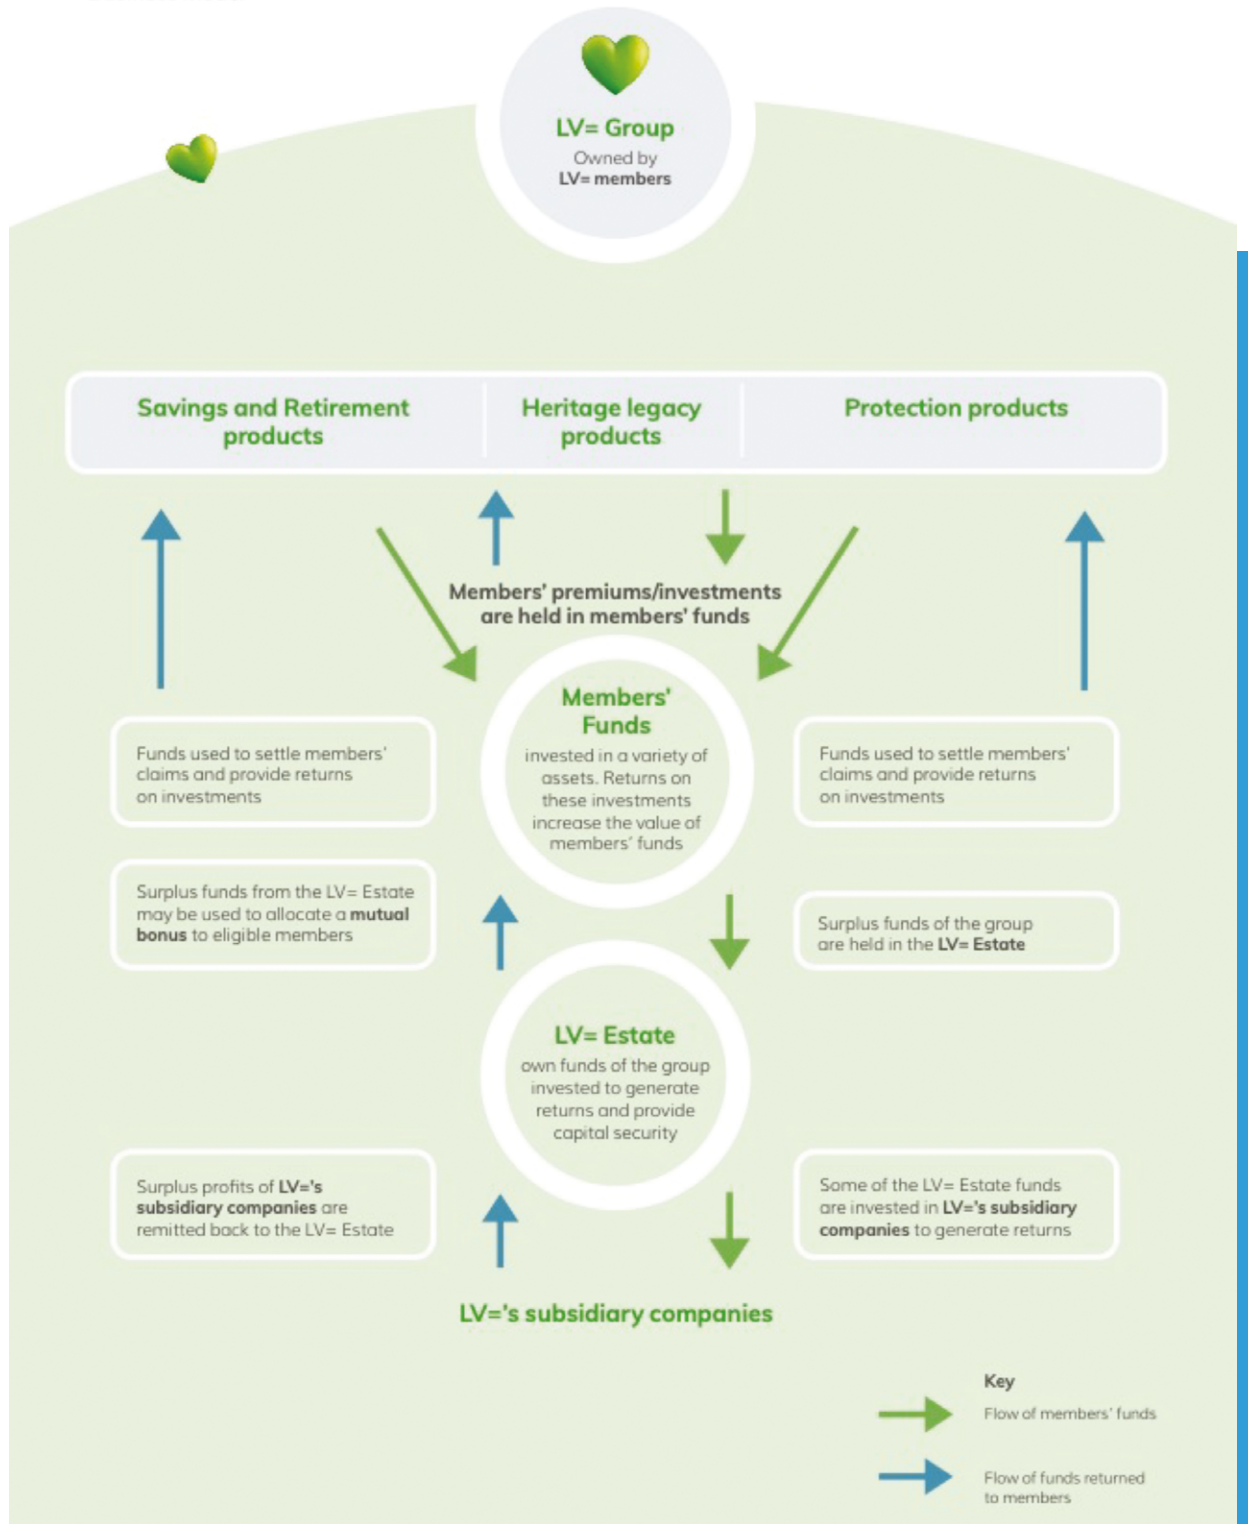 LV= Group
Owned by
LV= members
Savings and Retirement
products
Heritage legacy
products
Protection products
Members' premiums/investments
are held in members' funds
Members'
Funds
invested in a variety of
assets. Returns on
these investments
increase the value of
members' funds
Funds used to settle members'
claims and provide returns
on investments
Funds used to settle members'
claims and provide returns
on investments
Surplus funds from the LV= Estate
may be used to allocate a mutual
bonus to eligible members
Surplus funds of the group
are held in the LV= Estate
LV= Estate
own funds of the group
invested to generate
returns and provide
capital security
Surplus profits of LV='s
subsidiary companies are
remitted back to the LV= Estate
Some of the LV= Estate funds
are invested in LV='s subsidiary
companies to generate returns
LV='s subsidiary companies
Key
Flow of members' funds
Flow of funds returned
to members